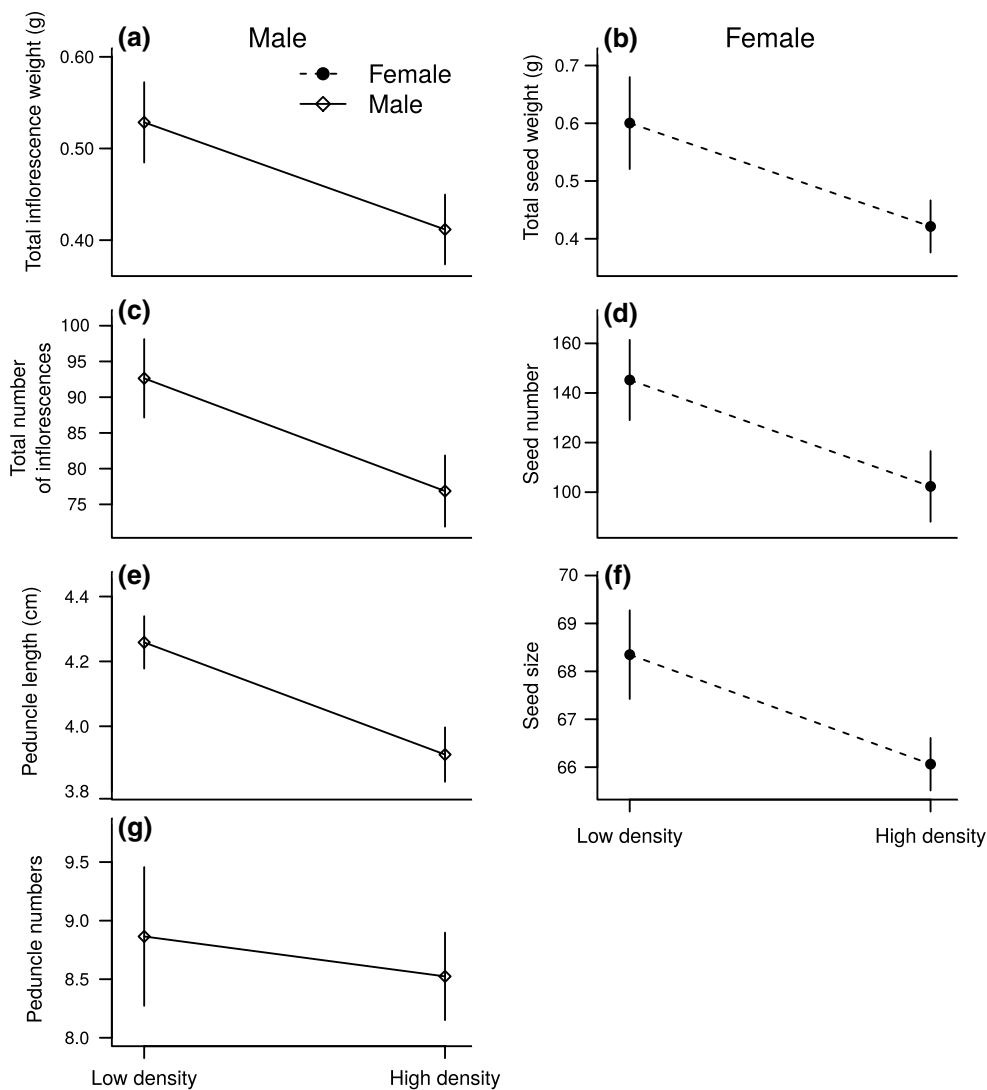 (a) Male
Female
Male
Total inflorescence weight (g)
0.60
0.50
0.40
(b) Female
Total seed weight (g)
0.7
0.6
0.5
0.4
(c)
Total number
of inflorescences
100
95
90
85
80
75
(d)
Seed number
160
140
120
100
(e)
Peduncle length (cm)
4.4
4.2
4.0
3.8
(f)
Seed size
70
69
68
67
66
Low density High density
(g)
Peduncle numbers
9.5
9.0
8.5
8.0
Low density High density